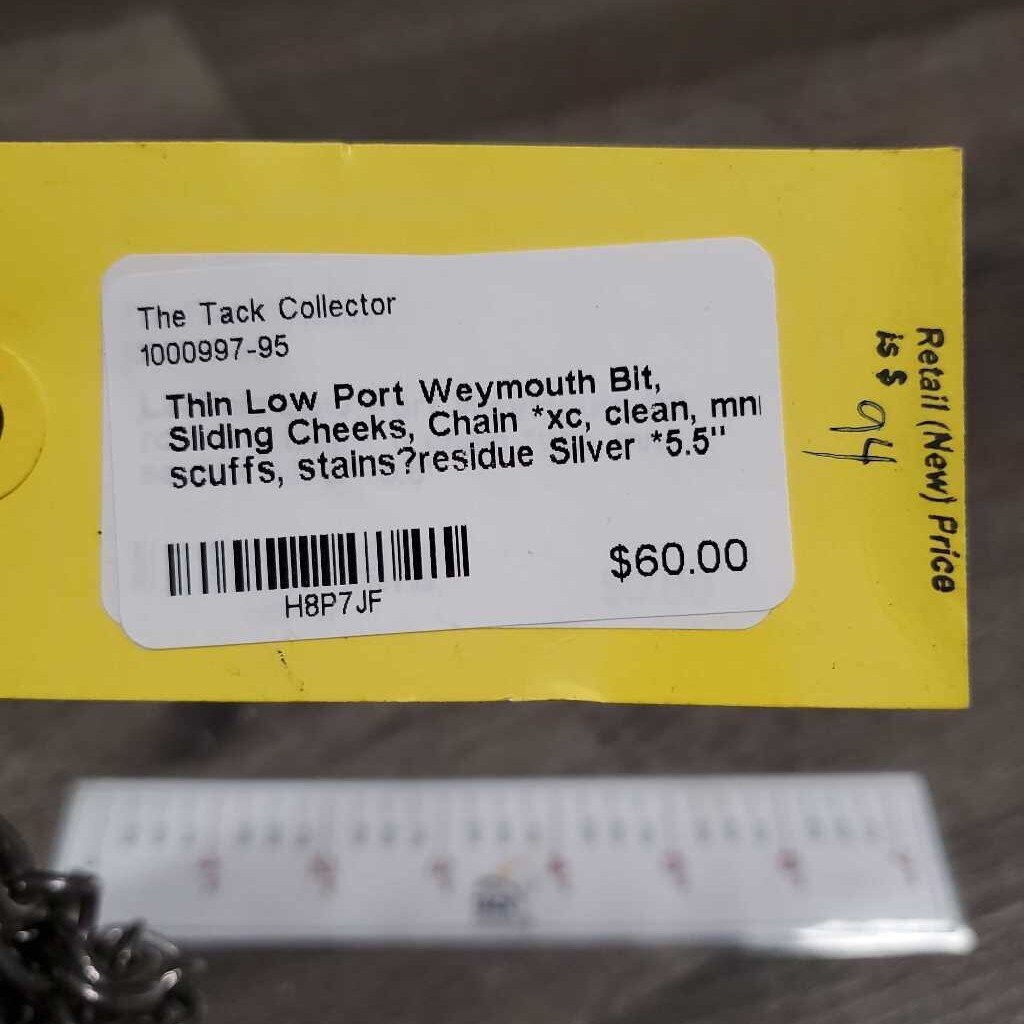 The Tack Collector
1000997-95
Thin Low Port Weymouth Bit,
Sliding Cheeks, Chain *xc, clean, mn
scuffs, stains?residue Silver *5.5"
$60.00
H8P7JF
Retail (New) Price
is $ 94